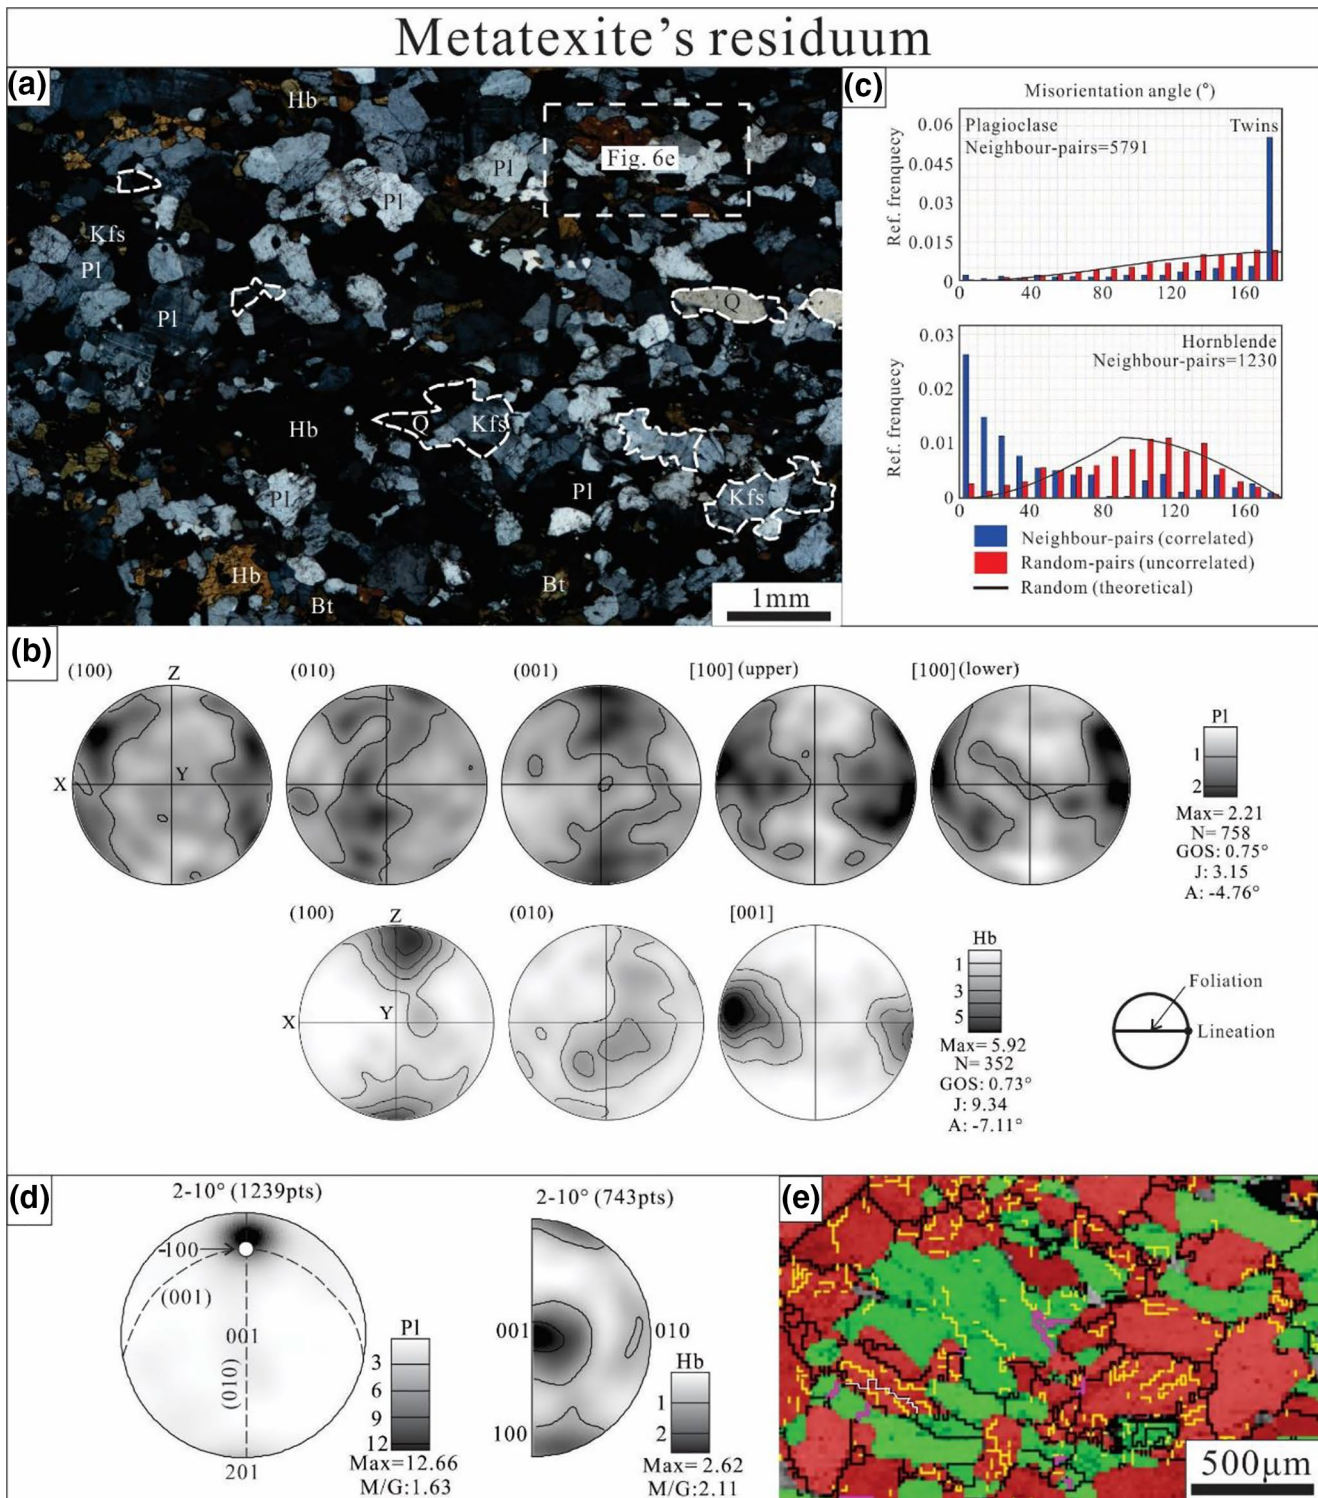 Metatexite's residuum
(a)
Hb
Fig. 6e
Pl
Pl
Kfs
Pl
Pl
Q
Q
Kfs
Hb
Pl
Pl
Kfs
Hb
Bt
Bt
1mm
(c)
Misorientation angle (°)
Ref. frenquecy
0.06
0.045
0.03
0.015
0
Plagioclase
Neighbour-pairs=5791
Twins
0 40 80 120 160
Ref. frenquecy
0.03
0.02
0.01
0
Hornblende
Neighbour-pairs=1230
0 40 80 120 160
Neighbour-pairs (correlated)
Random-pairs (uncorrelated)
Random (theoretical)
(b)
(100) Z (010) (001) [100] (upper) [100] (lower)
X Y
Pl
1
2
Max= 2.21
N= 758
GOS: 0.75°
J: 3.15
A: -4.76°
(100) Z (010) [001]
X Y
Hb
1
3
5
Max= 5.92
N= 352
GOS: 0.73°
J: 9.34
A: -7.11°
Foliation
Lineation
(d)
2-10° (1239pts)
-100
(001)
001
(010)
201
Pl
3
6
9
12
Max=12.66
M/G:1.63
2-10° (743pts)
001
010
100
Hb
1
2
Max=2.62
M/G:2.11
(e)
500μm